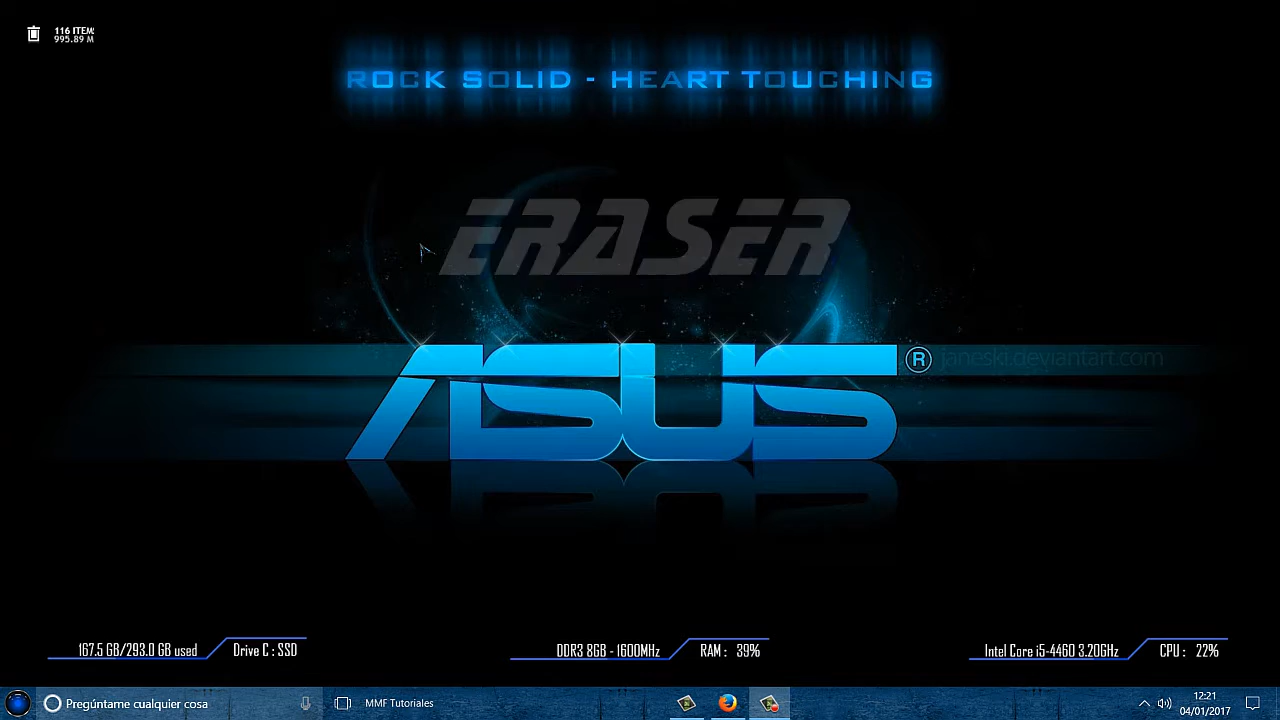 116 ITEM
995.89 M
ROCK SOLID - HEART TOUCHING
ERASER
ASUS ®
janeski.deviantart.com
167.5 GB/293.0 GB used
Drive C : SSD
DDR3 8GB - 1600MHz
RAM : 39%
Intel Core i5-4460 3.20GHz
CPU : 22%
Pregúntame cualquier cosa
MMF Tutoriales
12:21
04/01/2017